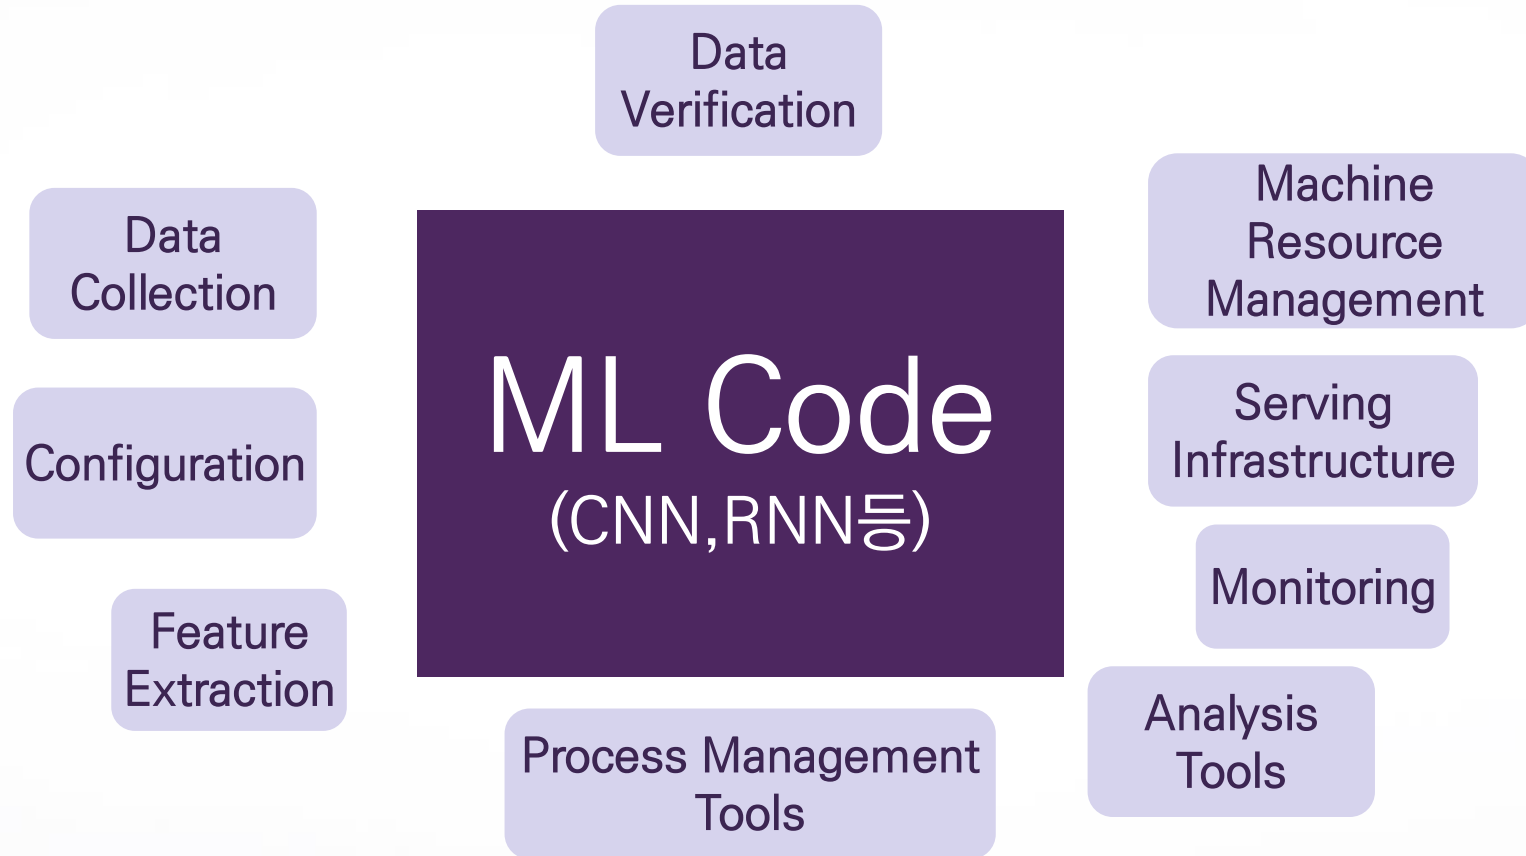 Data
Verification
Data
Collection
Machine
Resource
Management
ML Code
(CNN,RNN등)
Configuration
Serving
Infrastructure
Monitoring
Feature
Extraction
Analysis
Tools
Process Management
Tools